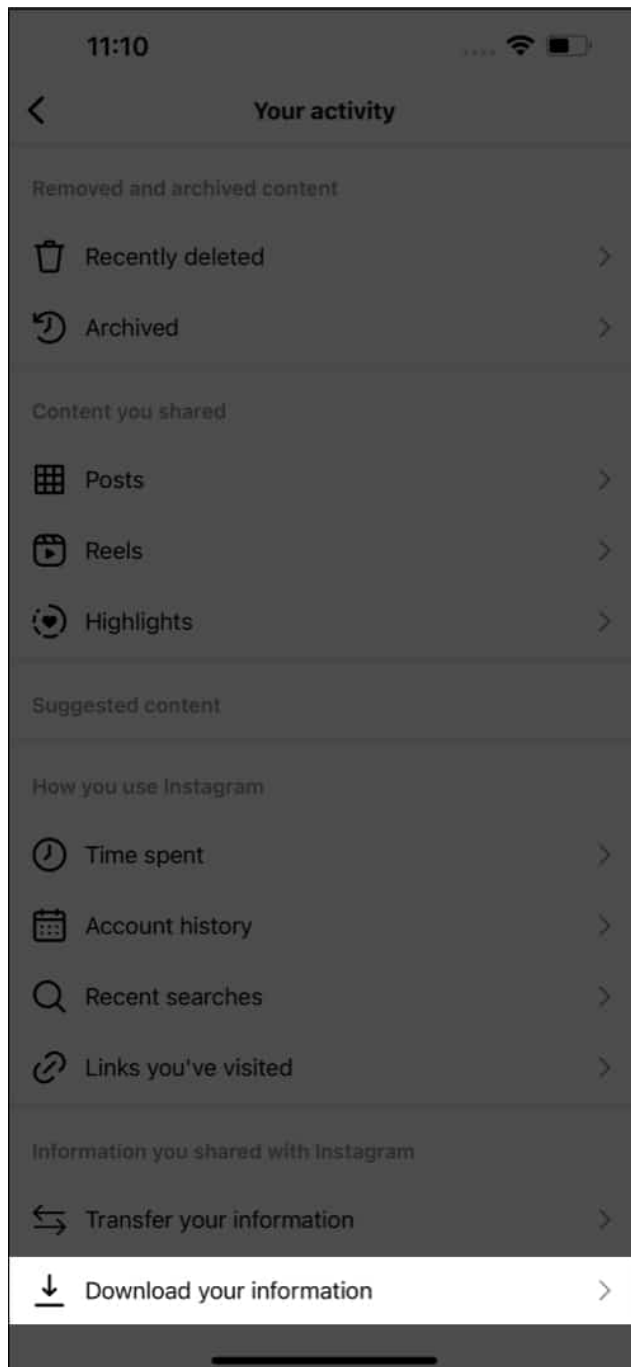 11:10
Your activity
Removed and archived content
Recently deleted
Archived
Content you shared
Posts
Reels
Highlights
Suggested content
How you use Instagram
Time spent
Account history
Recent searches
Links you've visited
Information you shared with Instagram
Transfer your information
Download your information